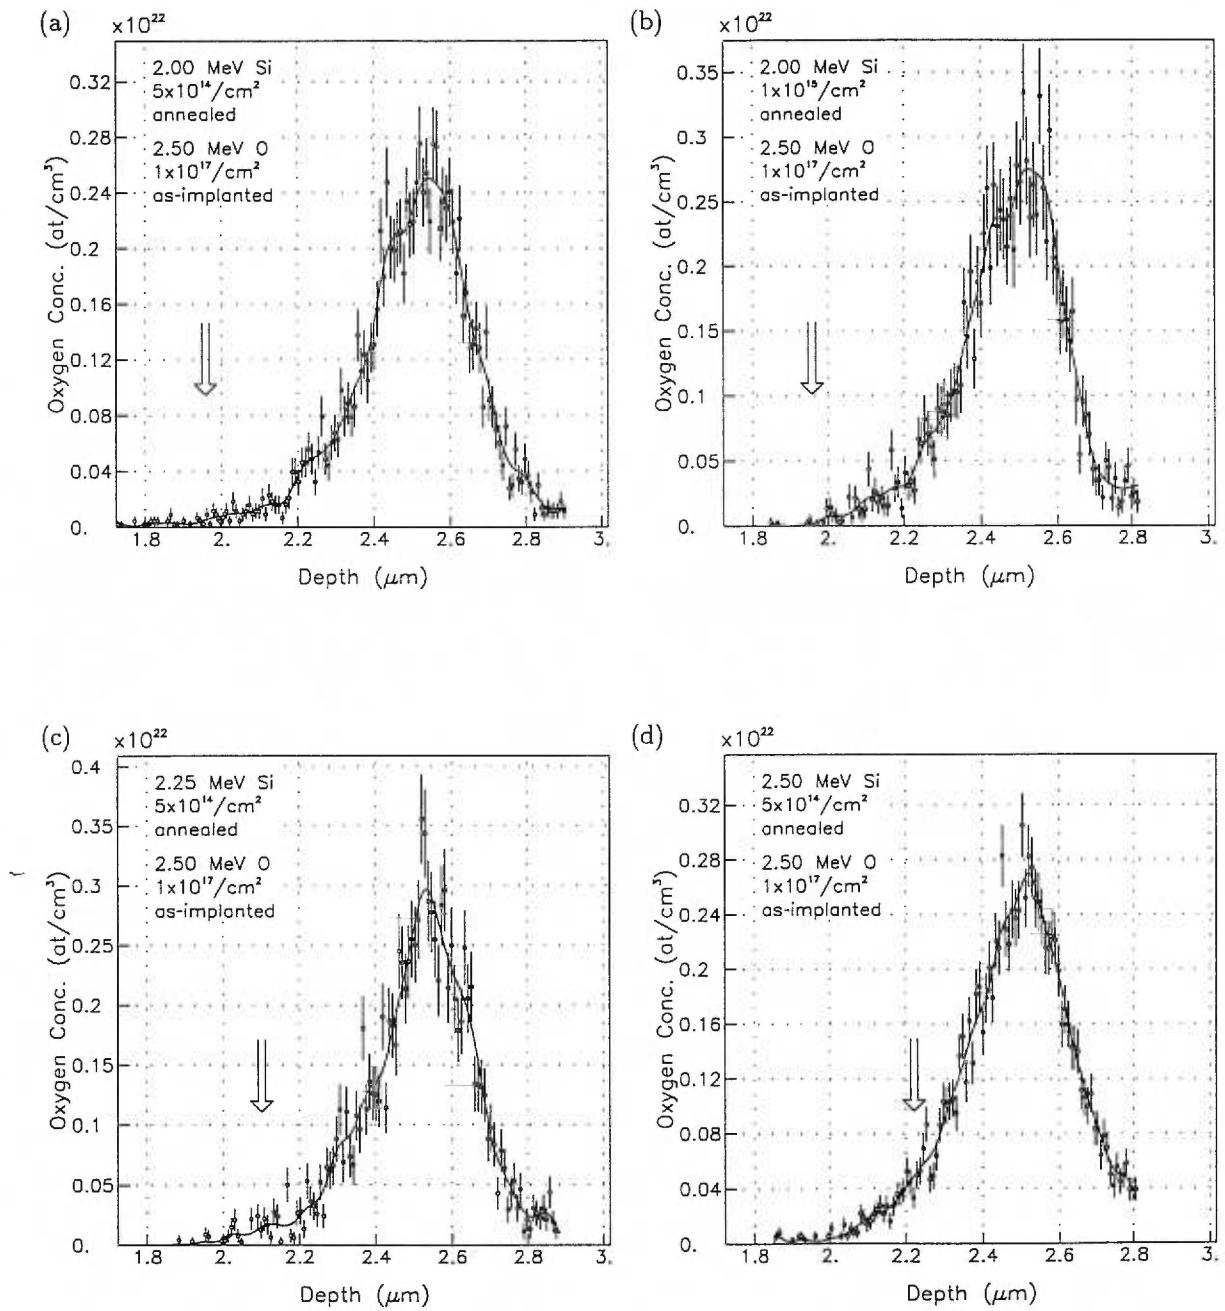 (a)
×10²²
0.32
0.28
0.24
0.2
0.16
0.12
0.08
0.04
0.
Oxygen Conc. (at/cm³)
2.00 MeV Si
5x10¹⁴/cm²
annealed
2.50 MeV O
1x10¹⁷/cm²
as-implanted
1.8 2. 2.2 2.4 2.6 2.8 3.
Depth (μm)
(b)
×10²²
0.35
0.3
0.25
0.2
0.15
0.1
0.05
0.
Oxygen Conc. (at/cm³)
2.00 MeV Si
1x10¹⁵/cm²
annealed
2.50 MeV O
1x10¹⁷/cm²
as-implanted
1.8 2. 2.2 2.4 2.6 2.8 3.
Depth (μm)
(c)
×10²²
0.4
0.35
0.3
0.25
0.2
0.15
0.1
0.05
0.
Oxygen Conc. (at/cm³)
2.25 MeV Si
5x10¹⁴/cm²
annealed
2.50 MeV O
1x10¹⁷/cm²
as-implanted
1.8 2. 2.2 2.4 2.6 2.8 3.
Depth (μm)
(d)
×10²²
0.32
0.28
0.24
0.2
0.16
0.12
0.08
0.04
0.
Oxygen Conc. (at/cm³)
2.50 MeV Si
5x10¹⁴/cm²
annealed
2.50 MeV O
1x10¹⁷/cm²
as-implanted
1.8 2. 2.2 2.4 2.6 2.8 3.
Depth (μm)